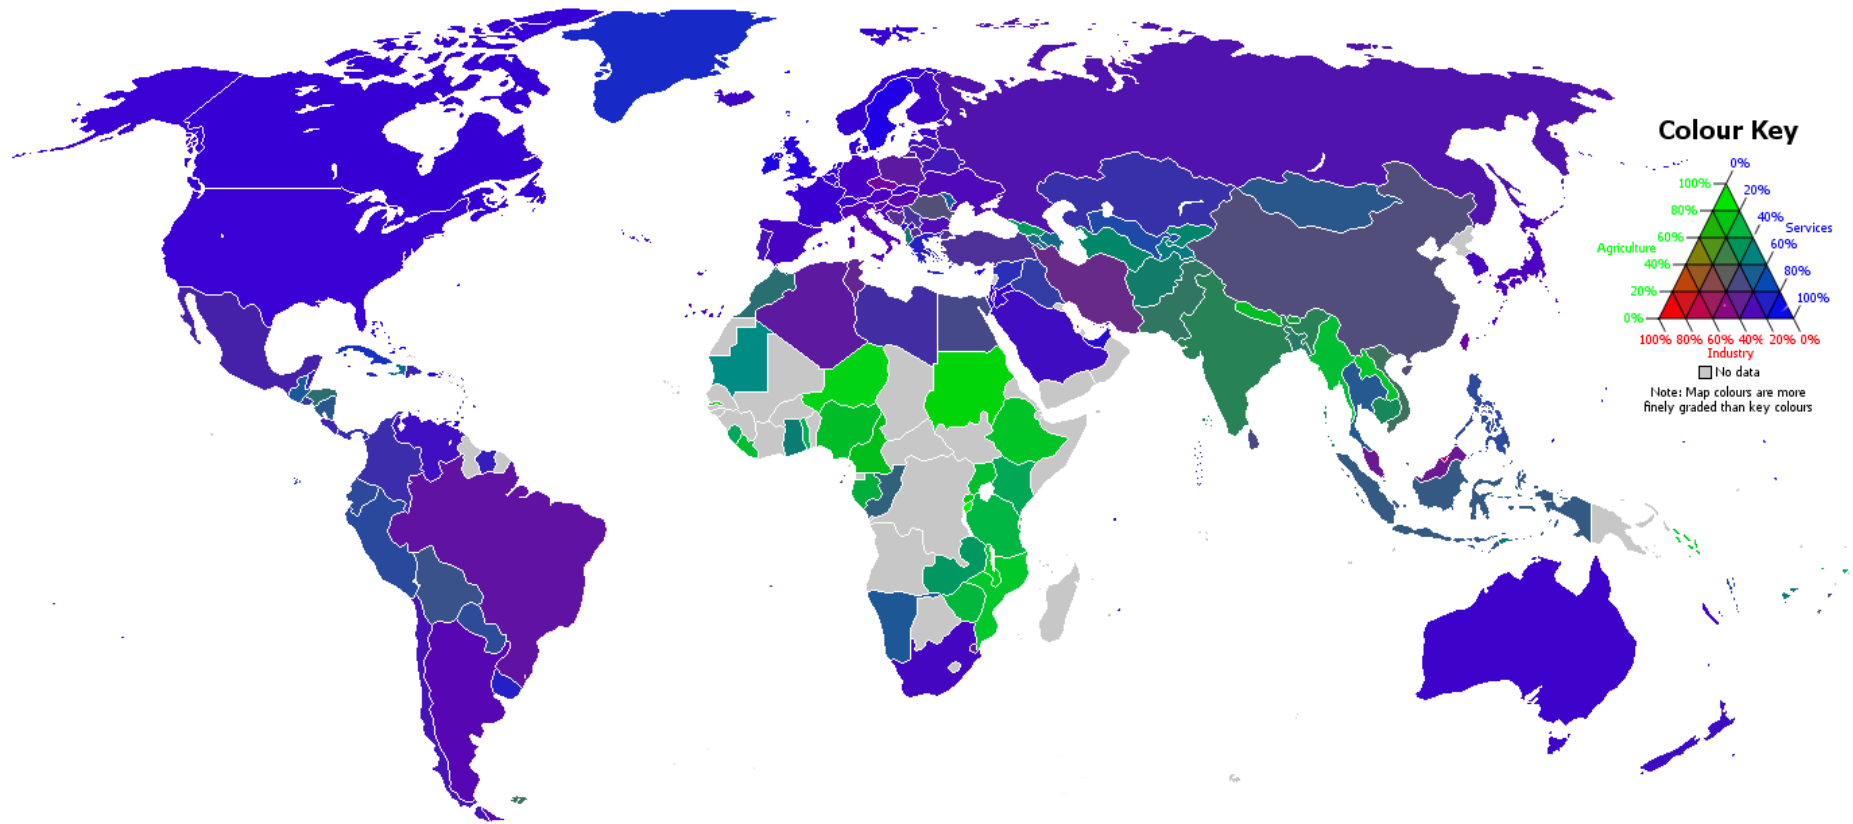 Colour Key
0%
100%
20%
80%
40%
Services
60%
60%
Agriculture
40%
80%
20%
100%
0%
100% 80% 60% 40% 20% 0%
Industry
No data
Note: Map colours are more
finely graded than key colours